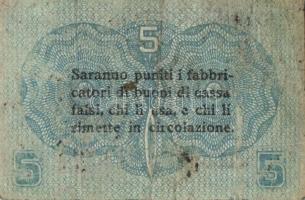 5
Saranno puniti i fabbri-
catori di buoni di cassa
falsi, chi li usa, e chi li
rimette in circolazione.
5 5